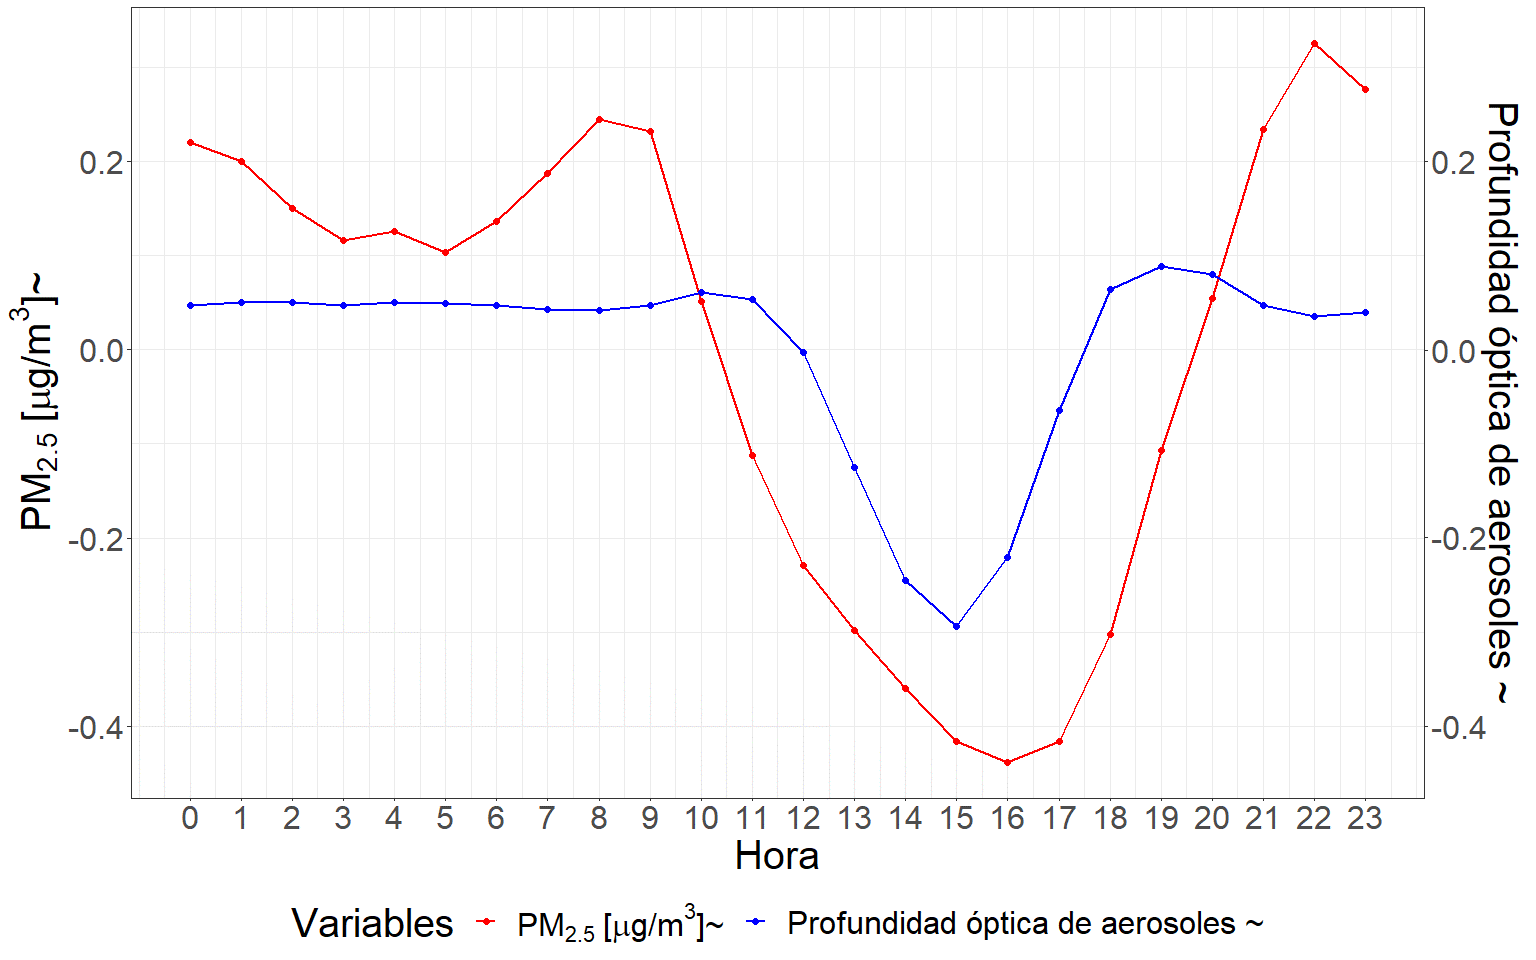 PM2.5 [μg/m3]~
0.2
0.0
-0.2
-0.4
0.2
0.0
-0.2
-0.4
Profundidad óptica de aerosoles ~
0 1 2 3 4 5 6 7 8 9 10 11 12 13 14 15 16 17 18 19 20 21 22 23
Hora
Variables PM2.5 [μg/m3]~ Profundidad óptica de aerosoles ~